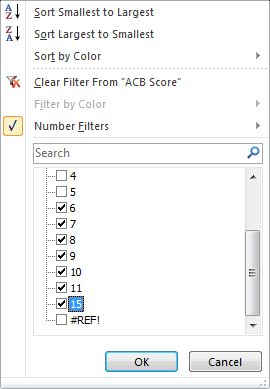 Sort Smallest to Largest
Sort Largest to Smallest
Sort by Color
Clear Filter From "ACB Score"
Filter by Color
Number Filters
Search
4
5
6
7
8
9
10
11
15
#REF!
OK
Cancel